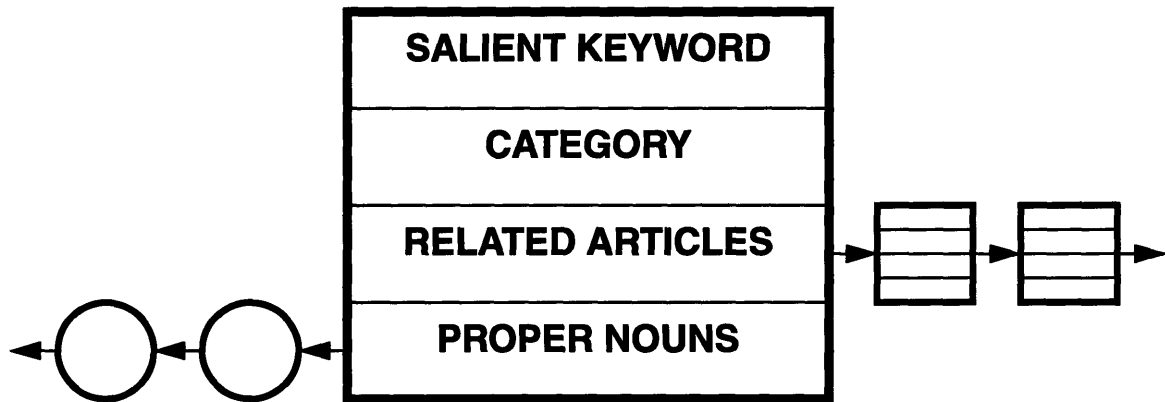 SALIENT KEYWORD
CATEGORY
RELATED ARTICLES
PROPER NOUNS